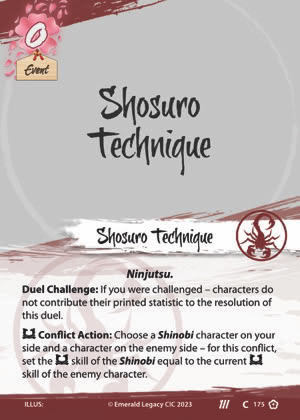 Event
Shosuro
Technique
Shosuro Technique
Ninjutsu.
Duel Challenge: If you were challenged – characters do
not contribute their printed statistic to the resolution of
this duel.
Conflict Action: Choose a Shinobi character on your
side and a character on the enemy side – for this conflict,
set the skill of the Shinobi equal to the current
skill of the enemy character.
ILLUS: © Emerald Legacy CIC 2023 C 175